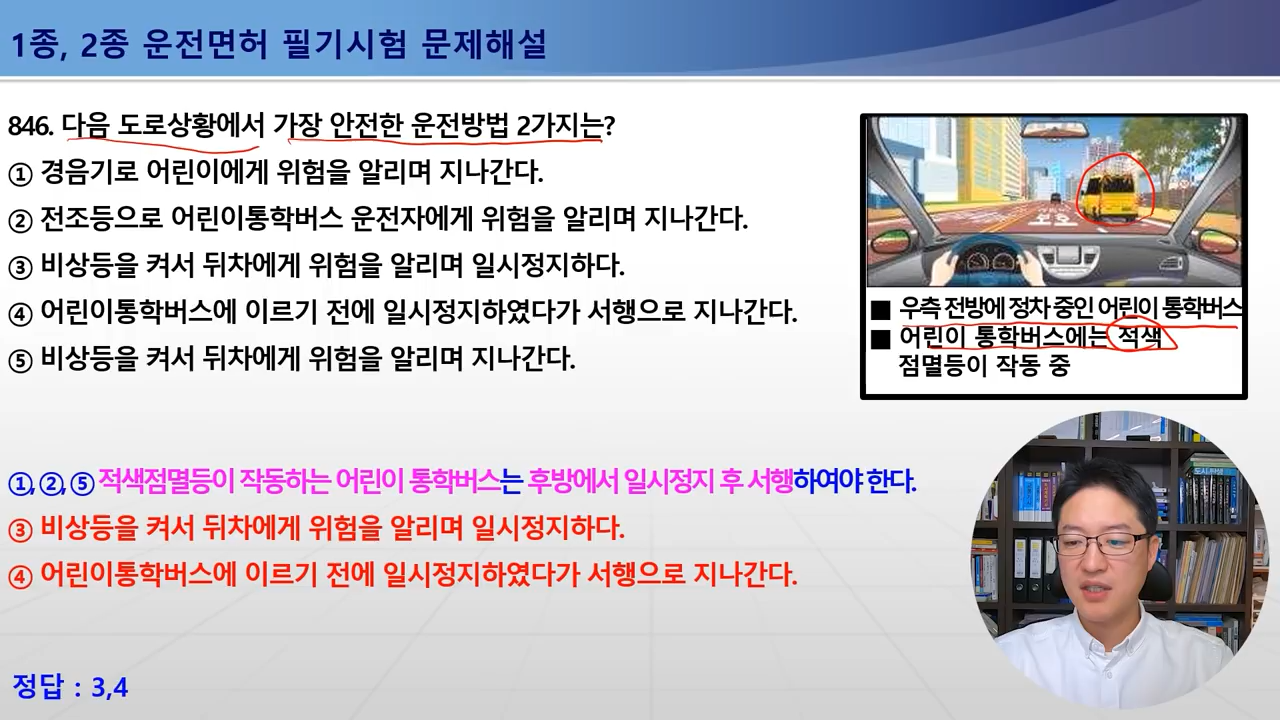 1종, 2종 운전면허 필기시험 문제해설
846. 다음 도로상황에서 가장 안전한 운전방법 2가지는?
① 경음기로 어린이에게 위험을 알리며 지나간다.
② 전조등으로 어린이통학버스 운전자에게 위험을 알리며 지나간다.
③ 비상등을 켜서 뒤차에게 위험을 알리며 일시정지하다.
④ 어린이통학버스에 이르기 전에 일시정지하였다가 서행으로 지나간다.
⑤ 비상등을 켜서 뒤차에게 위험을 알리며 지나간다.
■ 우측 전방에 정차 중인 어린이 통학버스
■ 어린이 통학버스에는 적색
점멸등이 작동 중
①, ②, ⑤ 적색점멸등이 작동하는 어린이 통학버스는 후방에서 일시정지 후 서행하여야 한다.
③ 비상등을 켜서 뒤차에게 위험을 알리며 일시정지하다.
④ 어린이통학버스에 이르기 전에 일시정지하였다가 서행으로 지나간다.
정답 : 3,4